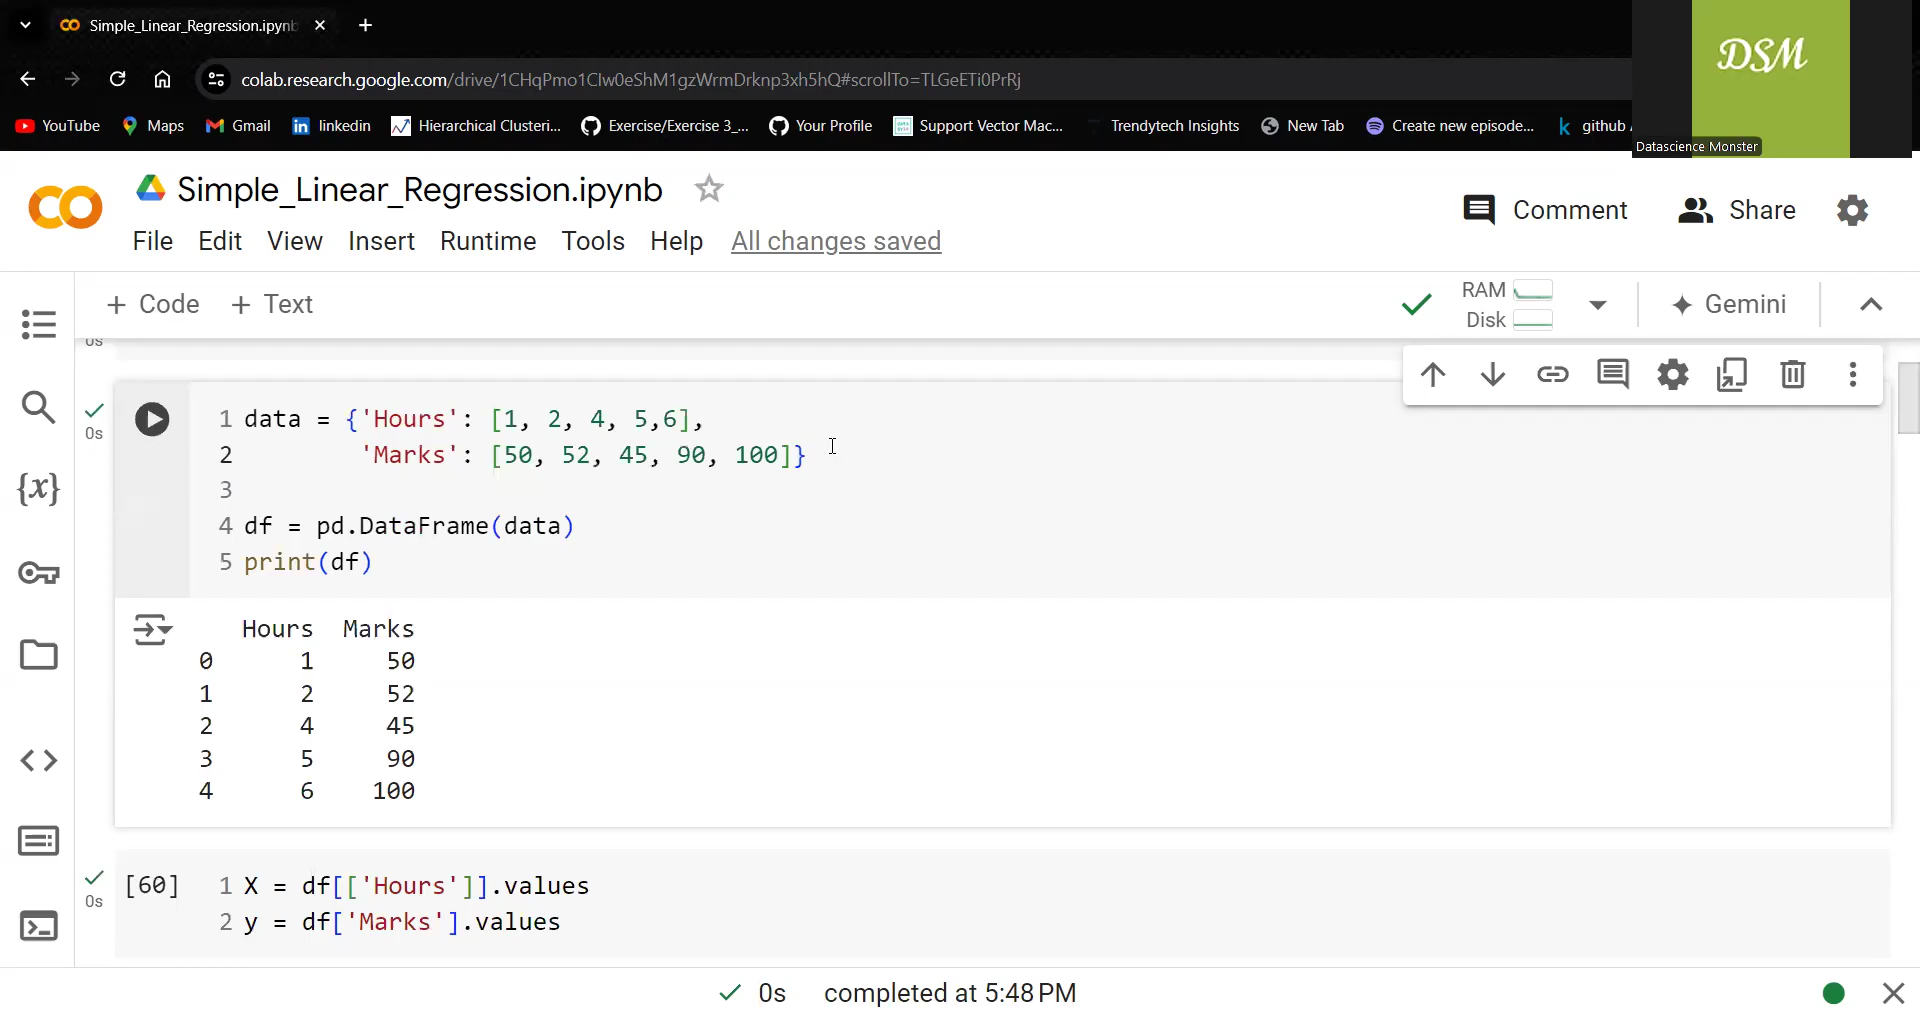 Simple_Linear_Regression.ipynb
colab.research.google.com/drive/1CHqPmo1CIw0eShM1gzWrmDrknp3xh5hQ#scrollTo=TLGeETi0PrRj
YouTube Maps Gmail linkedin Hierarchical Clusteri... Exercise/Exercise 3_... Your Profile Support Vector Mac... Trendytech Insights New Tab Create new episode... github
DSM
Datascience Monster
Simple_Linear_Regression.ipynb
Comment Share
File Edit View Insert Runtime Tools Help All changes saved
+ Code + Text
RAM
Disk
Gemini
0s
0s
1 data = {'Hours': [1, 2, 4, 5,6],
2 'Marks': [50, 52, 45, 90, 100]}
3
4 df = pd.DataFrame(data)
5 print(df)
Hours Marks
0 1 50
1 2 52
2 4 45
3 5 90
4 6 100
{x}
0s
[60] 1 X = df[['Hours']].values
2 y = df['Marks'].values
0s completed at 5:48 PM